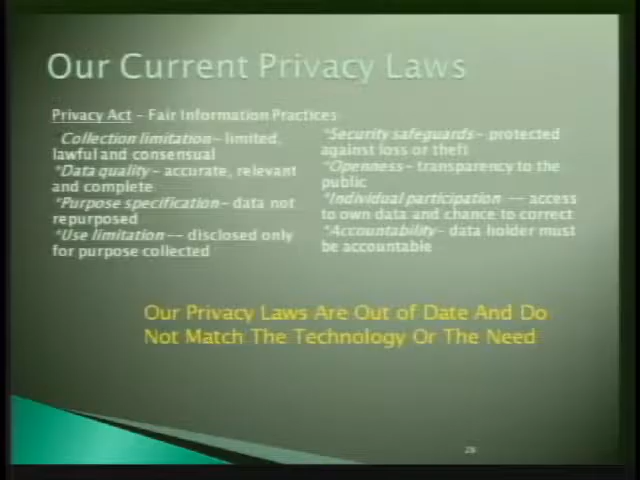 Our Current Privacy Laws
Privacy Act – Fair Information Practices
Collection limitation– limited,
lawful and consensual
*Data quality– accurate, relevant
and complete
*Purpose specification– data not
repurposed
*Use limitation –– disclosed only
for purpose collected
*Security safeguards– protected
against loss or theft
*Openness– transparency to the
public
*Individual participation –– access
to own data and chance to correct
*Accountability– data holder must
be accountable
Our Privacy Laws Are Out of Date And Do
Not Match The Technology Or The Need